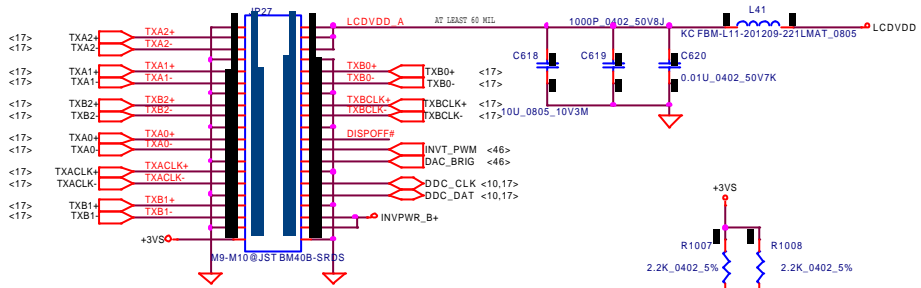 JP27
LCDVDD_A
AT LEAST 60 MIL
1000P_0402_50V8J
L41
KC FBM-L11-201209-221LMAT_0805
LCDVDD
<17> TXA2+ TXA2+
<17> TXA2- TXA2-
C618
C619
C620
<17> TXA1+ TXA1+
<17> TXA1- TXA1-
TXB0+ TXB0+ <17>
TXB0- TXB0- <17>
0.01U_0402_50V7K
<17> TXB2+ TXB2+
<17> TXB2- TXB2-
TXBCLK+ TXBCLK+ <17>
TXBCLK- TXBCLK- <17>
10U_0805_10V3M
<17> TXA0+ TXA0+
<17> TXA0- TXA0-
DISPOFF#
INVT_PWM <46>
DAC_BRIG <46>
<17> TXACLK+ TXACLK+
<17> TXACLK- TXACLK-
DDC_CLK <10,17>
DDC_DAT <10,17>
<17> TXB1+ TXB1+
<17> TXB1- TXB1-
INVPWR_B+
+3VS
+3VS
M9-M10@JST BM40B-SRDS
R1007
R1008
2.2K_0402_5%
2.2K_0402_5%